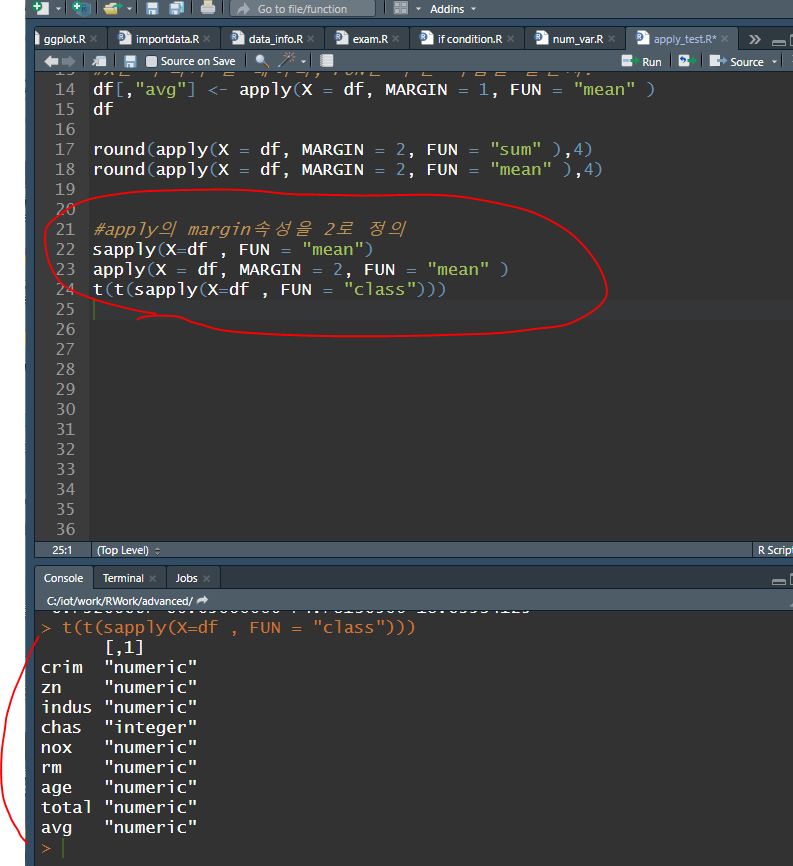 Go to file/function
Addins
ggplot.R
importdata.R
data_info.R
exam.R
if condition.R
num_var.R
apply_test.R*
Source on Save
Run
Source
14 df[,"avg"] <- apply(X = df, MARGIN = 1, FUN = "mean" )
15 df
16
17 round(apply(X = df, MARGIN = 2, FUN = "sum" ),4)
18 round(apply(X = df, MARGIN = 2, FUN = "mean" ),4)
19
20
21 #apply의 margin속성을 2로 정의
22 sapply(X=df , FUN = "mean")
23 apply(X = df, MARGIN = 2, FUN = "mean" )
24 t(t(sapply(X=df , FUN = "class")))
25
26
27
28
29
30
31
32
33
34
35
36
25:1 (Top Level) R Script
Console Terminal Jobs
C:/iot/work/RWork/advanced/
> t(t(sapply(X=df , FUN = "class")))
[,1]
crim "numeric"
zn "numeric"
indus "numeric"
chas "integer"
nox "numeric"
rm "numeric"
age "numeric"
total "numeric"
avg "numeric"
>